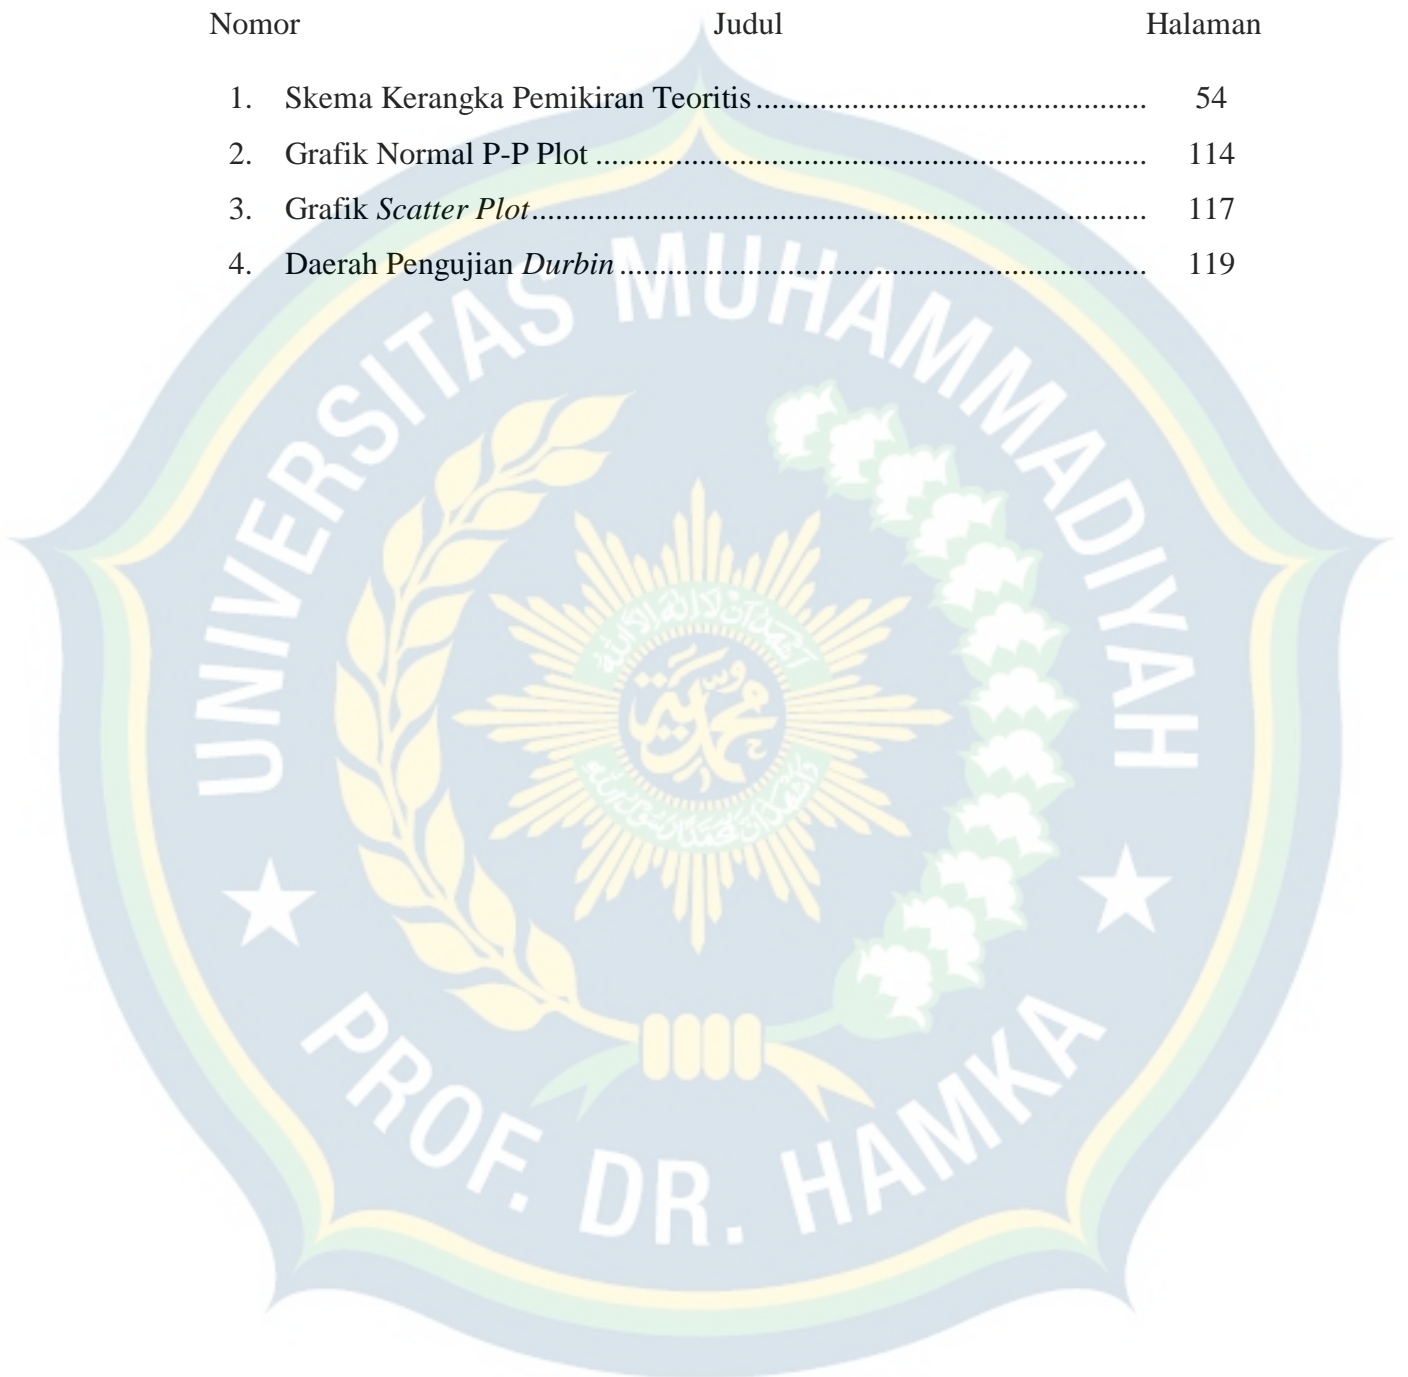 Nomor Judul Halaman
1. Skema Kerangka Pemikiran Teoritis ................................................ 54
2. Grafik Normal P-P Plot ..................................................................... 114
3. Grafik Scatter Plot ............................................................................. 117
4. Daerah Pengujian Durbin .................................................................. 119
UNIVERSITAS MUHAMMADIYAH
PROF. DR. HAMKA